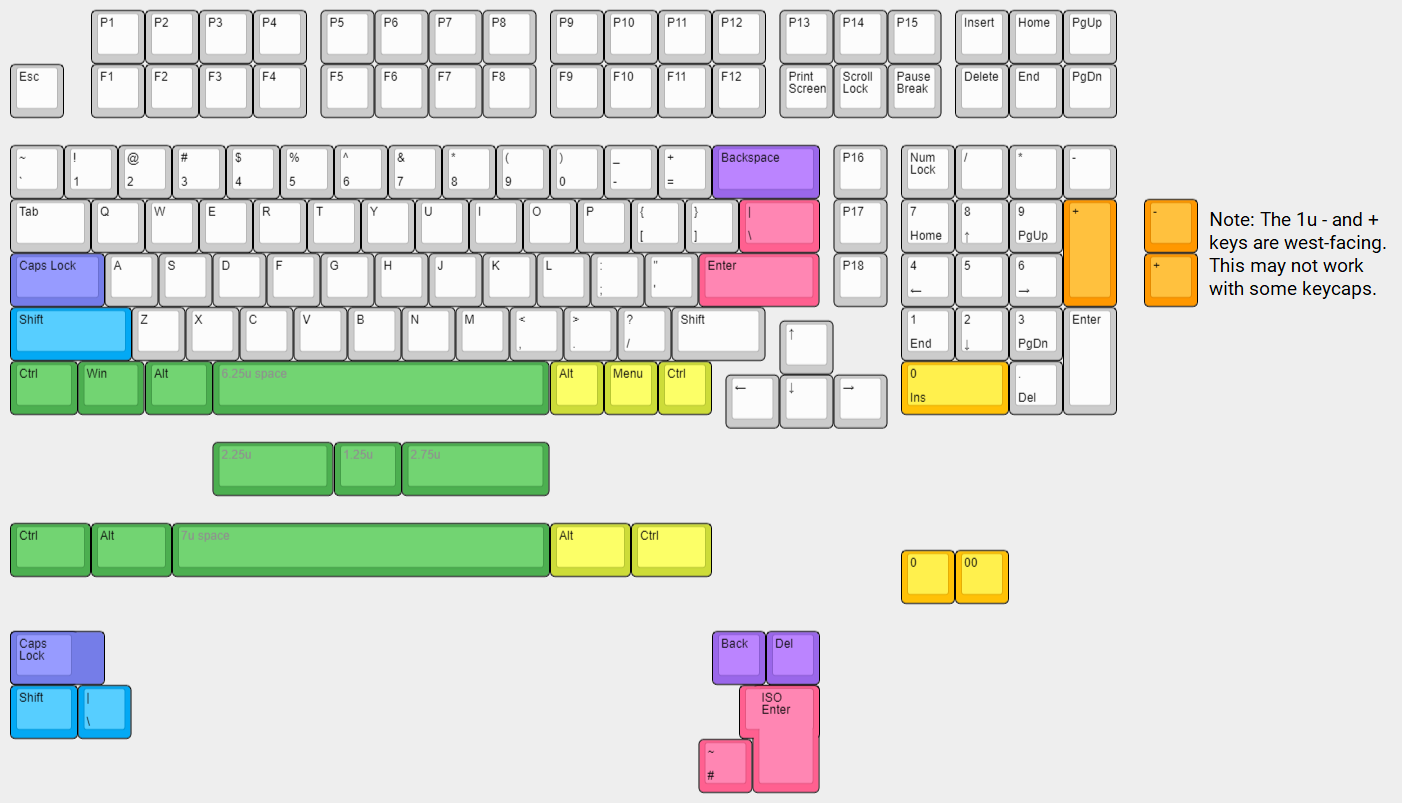 P1 P2 P3 P4 P5 P6 P7 P8 P9 P10 P11 P12 P13 P14 P15 Insert Home PgUp
Esc F1 F2 F3 F4 F5 F6 F7 F8 F9 F10 F11 F12 Print Scroll Pause Delete End PgDn
Screen Lock Break
~ ! @ # $ % ^ & * ( ) _ + Backspace P16 Num / * -
Lock
` 1 2 3 4 5 6 7 8 9 0 - =
Tab Q W E R T Y U I O P { } | P17 7 8 9 + -
[ ] \ Home ↑ PgUp
Note: The 1u - and +
keys are west-facing.
This may not work
with some keycaps.
Caps Lock A S D F G H J K L : " Enter P18 4 5 6 +
; ' ← →
Shift Z X C V B N M < > ? Shift ↑ 1 2 3 Enter
, . / End ↓ PgDn
Ctrl Win Alt 6.25u space Alt Menu Ctrl ← ↓ → 0 .
Ins Del
2.25u 1.25u 2.75u
Ctrl Alt 7u space Alt Ctrl
0 00
Caps Back Del
Lock
Shift | ISO
\ Enter
~
#